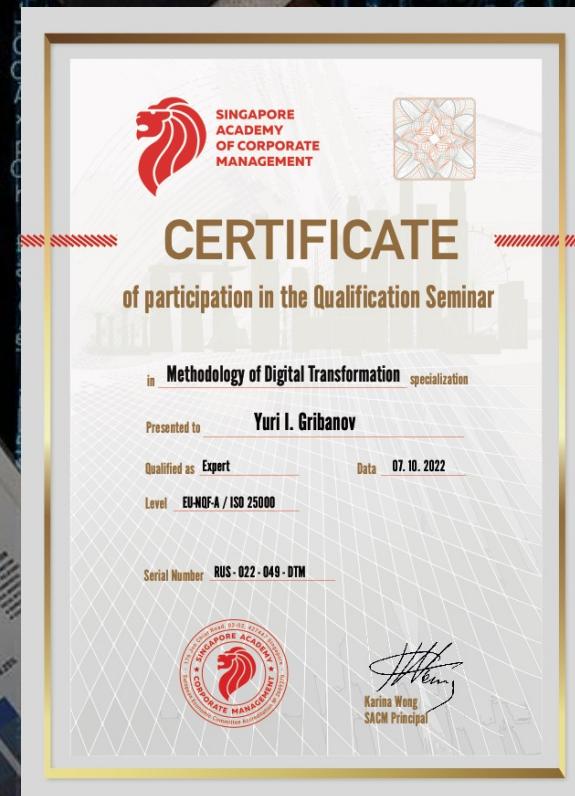 SINGAPORE
ACADEMY
OF CORPORATE
MANAGEMENT
CERTIFICATE
of participation in the Qualification Seminar
in Methodology of Digital Transformation specialization
Presented to Yuri I. Gribanov
Qualified as Expert Data 07. 10. 2022
Level EU-NQF-A / ISO 25000
Serial Number RUS - 022 - 049 - DTM
SINGAPORE ACADEMY
CORPORATE MANAGEMENT
Karina Wong
SACM Principal